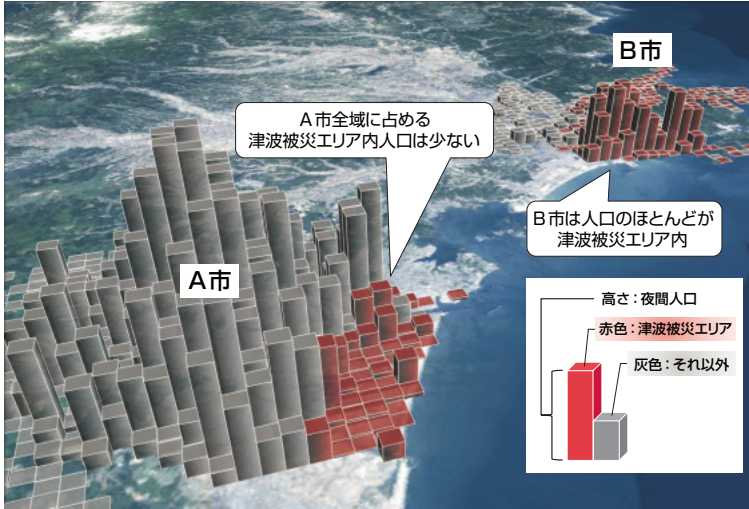 B市
A市全域に占める
津波被災エリア内人口は少ない
B市は人口のほとんどが
津波被災エリア内
A市
高さ：夜間人口
赤色：津波被災エリア
灰色：それ以外